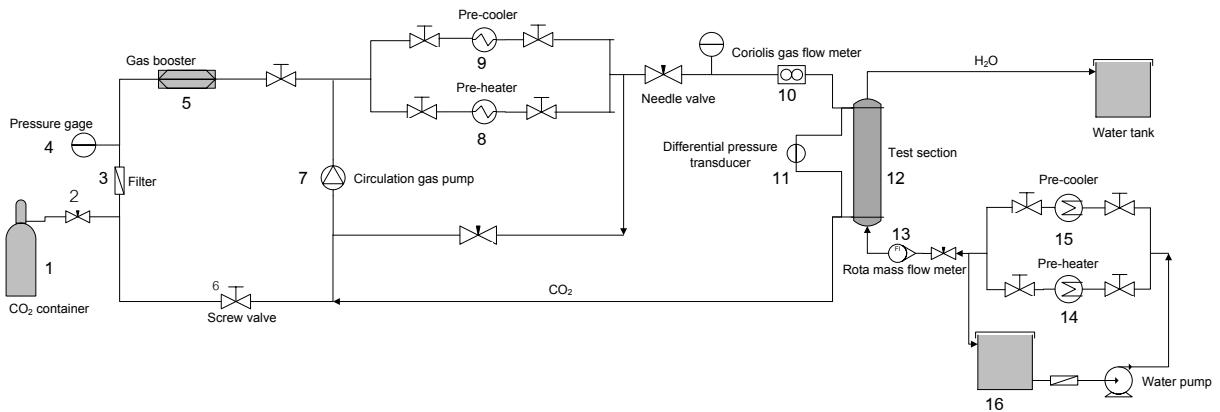 Pre-cooler
9
Gas booster
5
Pre-heater
8
Coriolis gas flow meter
10
Needle valve
H₂O
Water tank
Pressure gage
4
3 Filter
2
7 Circulation gas pump
Differential pressure
transducer
11
Test section
12
1
CO₂ container
6
Screw valve
CO₂
13
FI
Rota mass flow meter
Pre-cooler
15
Pre-heater
14
16
Water pump